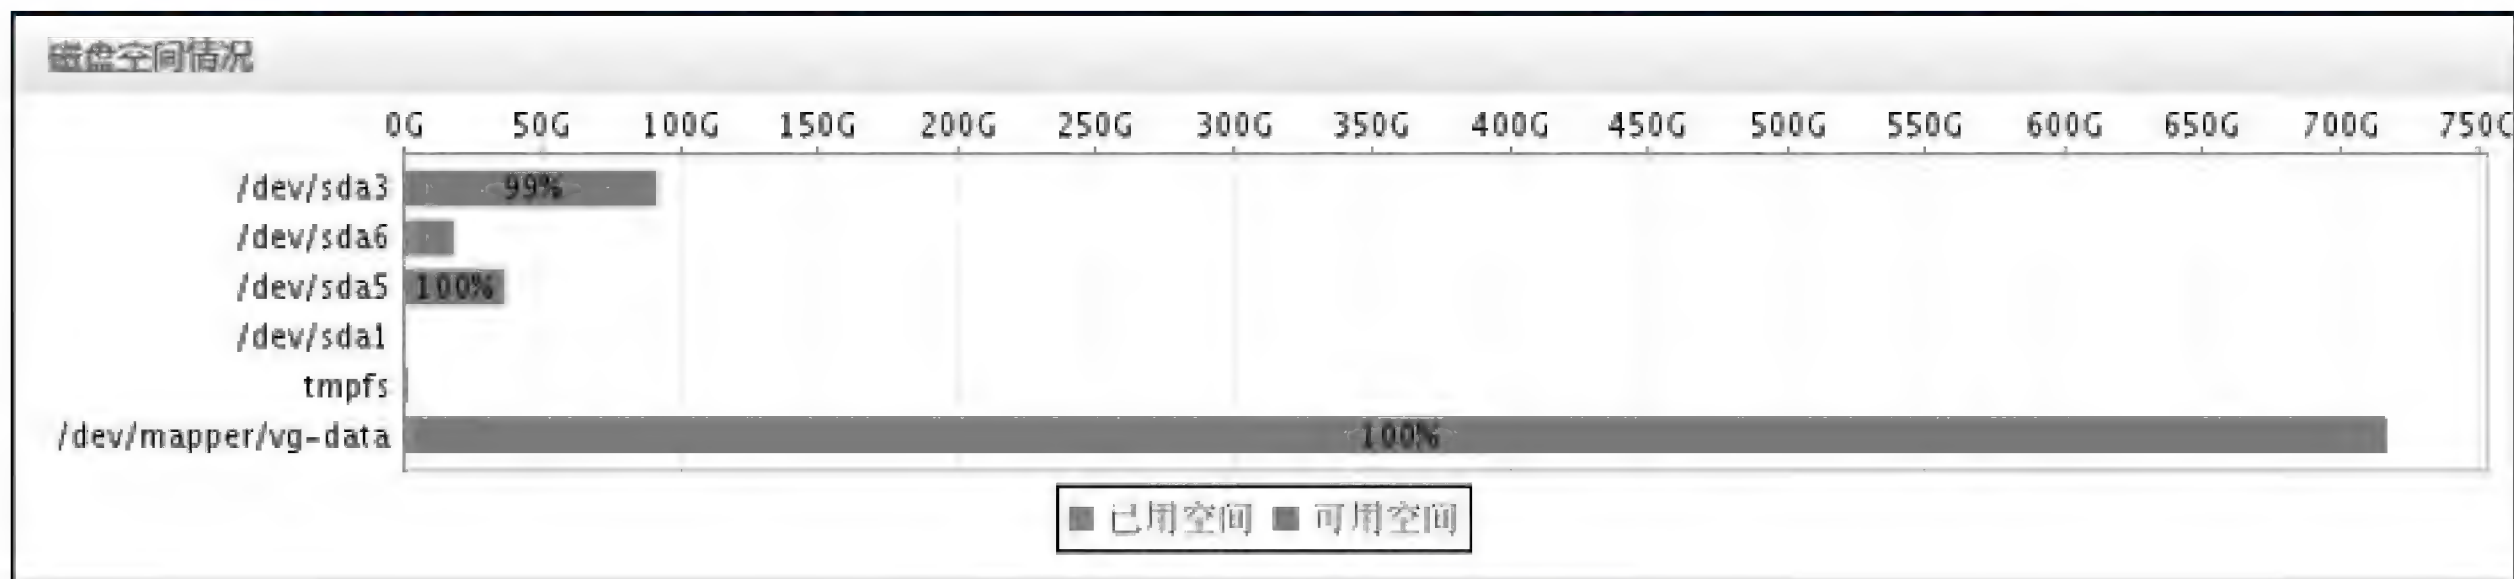 磁盘空间情况
0G 50G 100G 150G 200G 250G 300G 350G 400G 450G 500G 550G 600G 650G 700G 750G
/dev/sda3 99%
/dev/sda6
/dev/sda5 100%
/dev/sda1
tmpfs
/dev/mapper/vg-data 100%
已用空间 可用空间